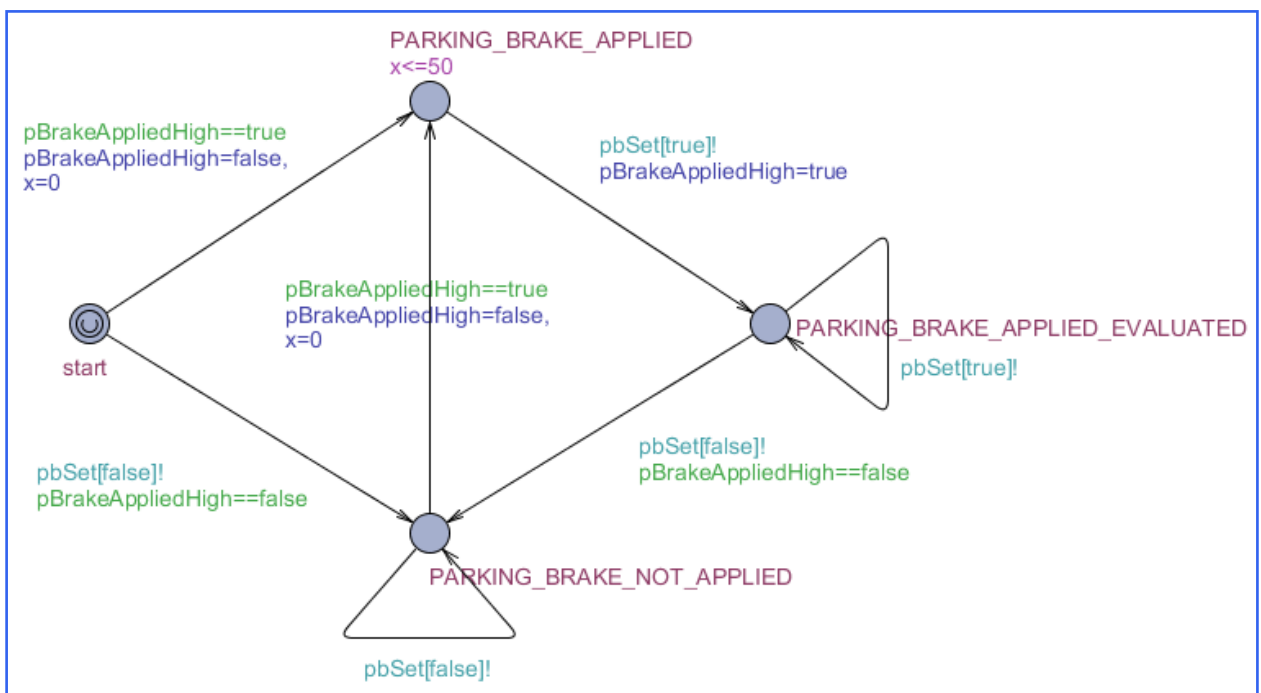 PARKING_BRAKE_APPLIED
x<=50
pBrakeAppliedHigh==true
pBrakeAppliedHigh=false,
x=0
pbSet[true]!
pBrakeAppliedHigh=true
pBrakeAppliedHigh==true
pBrakeAppliedHigh=false,
x=0
PARKING_BRAKE_APPLIED_EVALUATED
start
pbSet[true]!
pbSet[false]!
pBrakeAppliedHigh==false
pbSet[false]!
pBrakeAppliedHigh==false
PARKING_BRAKE_NOT_APPLIED
pbSet[false]!